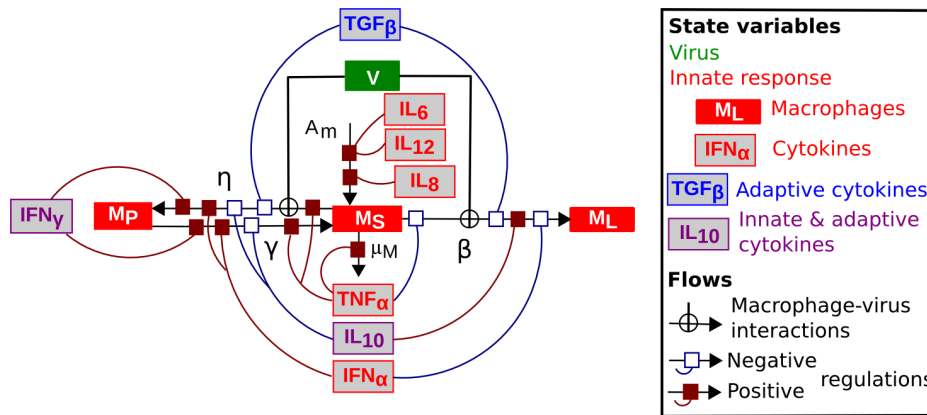 TGFβ
V
IL6
Am
IL12
IL8
η
IFNγ
MP
MS
ML
γ
μM
β
TNFα
IL10
IFNα
State variables
Virus
Innate response
ML Macrophages
IFNα Cytokines
TGFβ Adaptive cytokines
IL10 Innate & adaptive
cytokines
Flows
Macrophage-virus
interactions
Negative
regulations
Positive